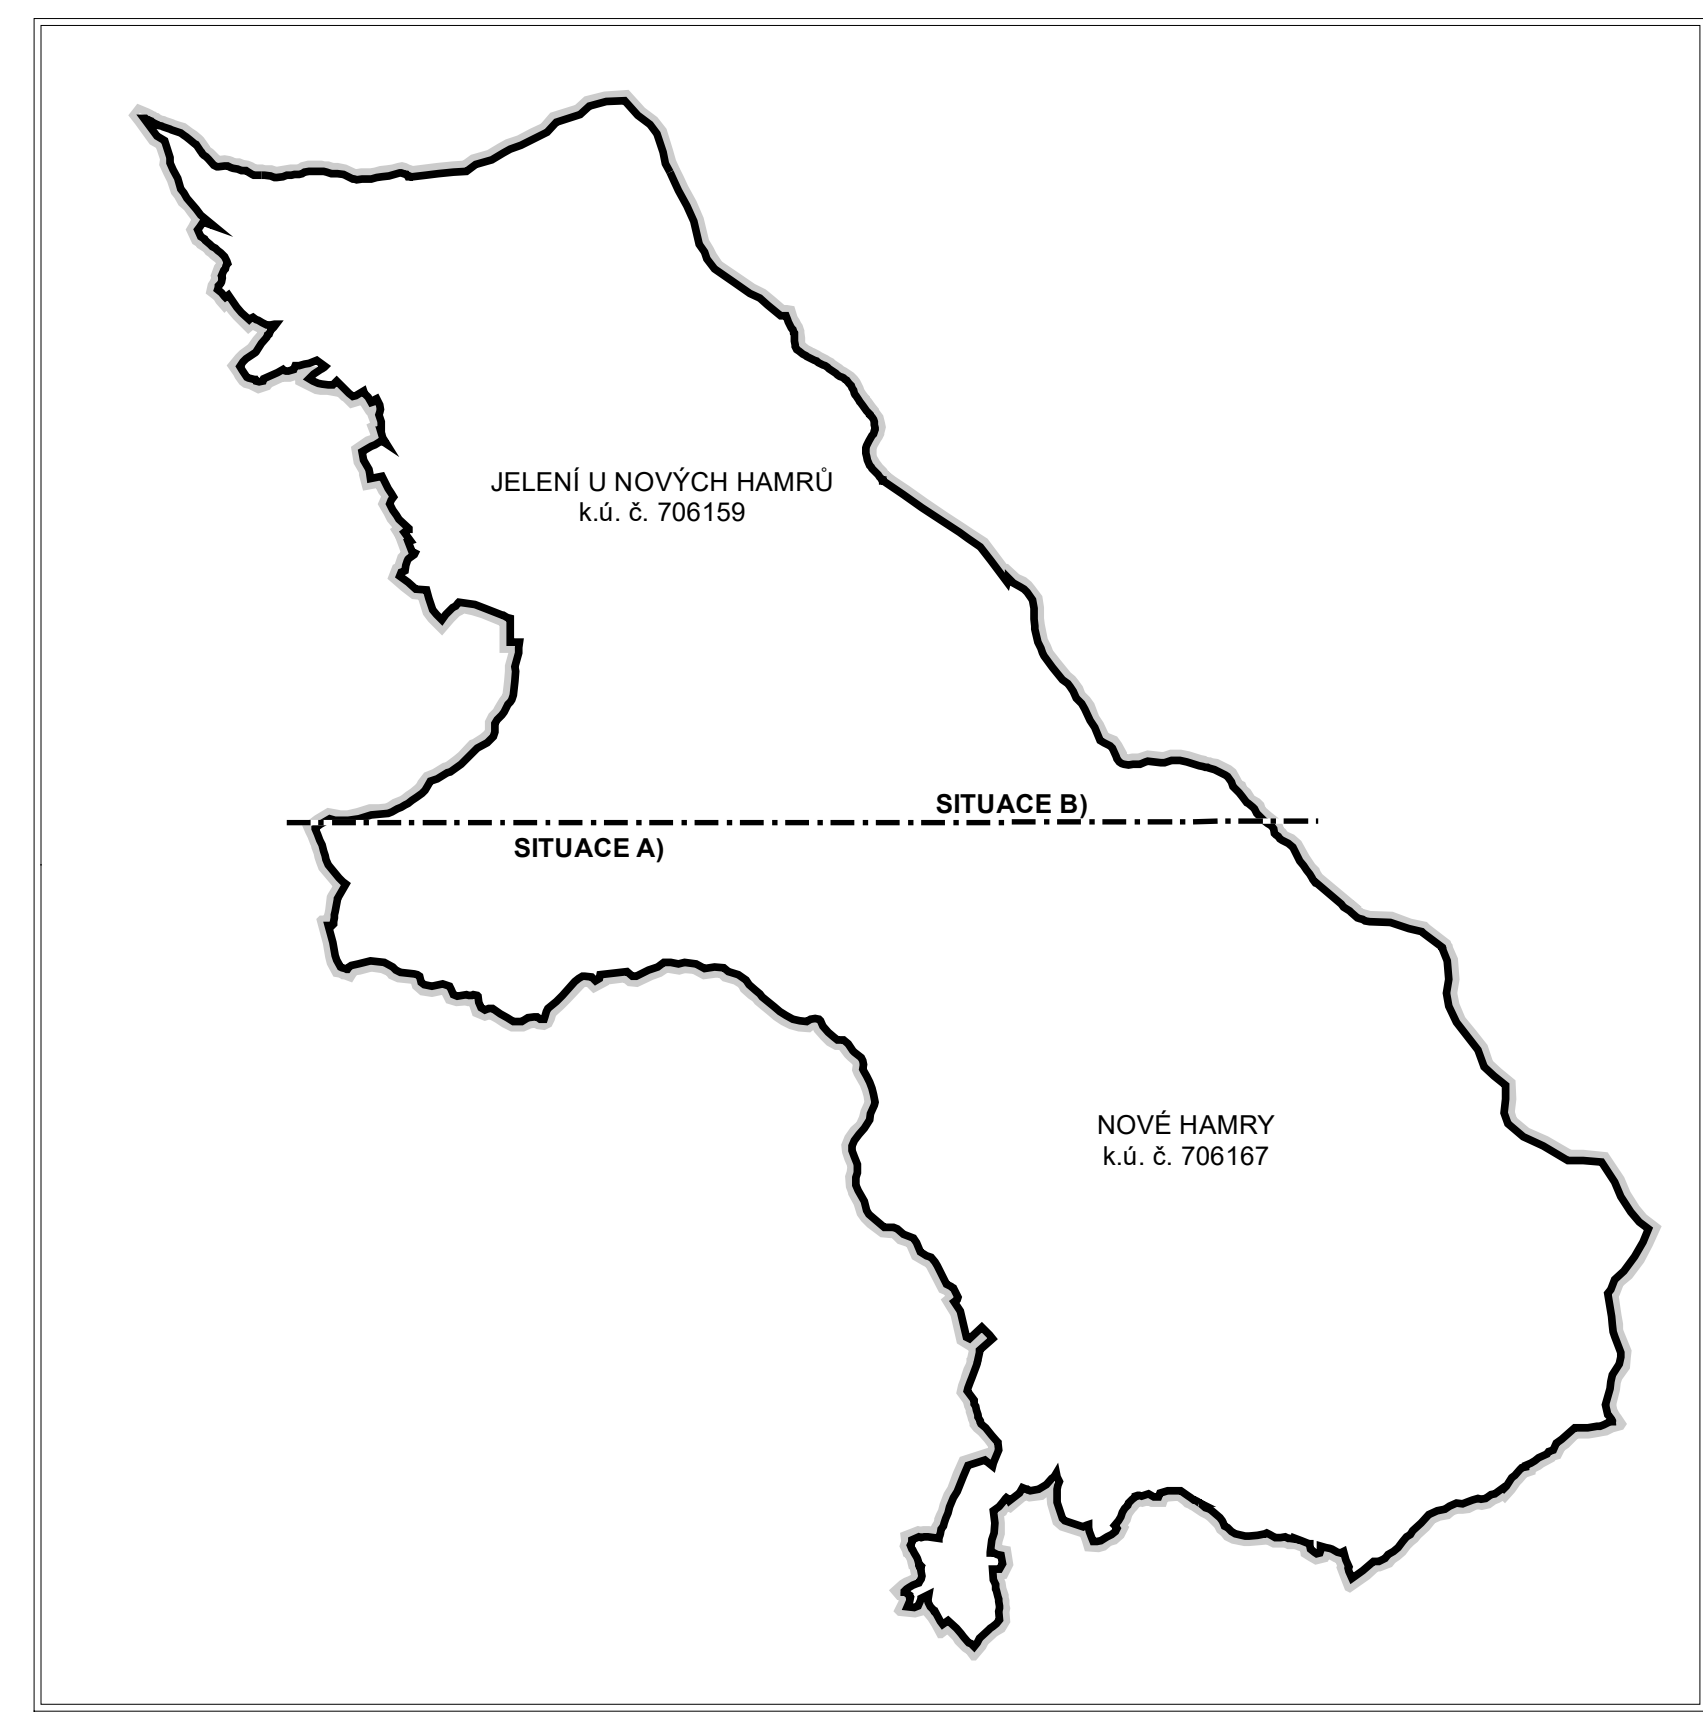 JELENÍ U NOVÝCH HAMRŮ
k.ú. č. 706159
SITUACE B)
SITUACE A)
NOVÉ HAMRY
k.ú. č. 706167